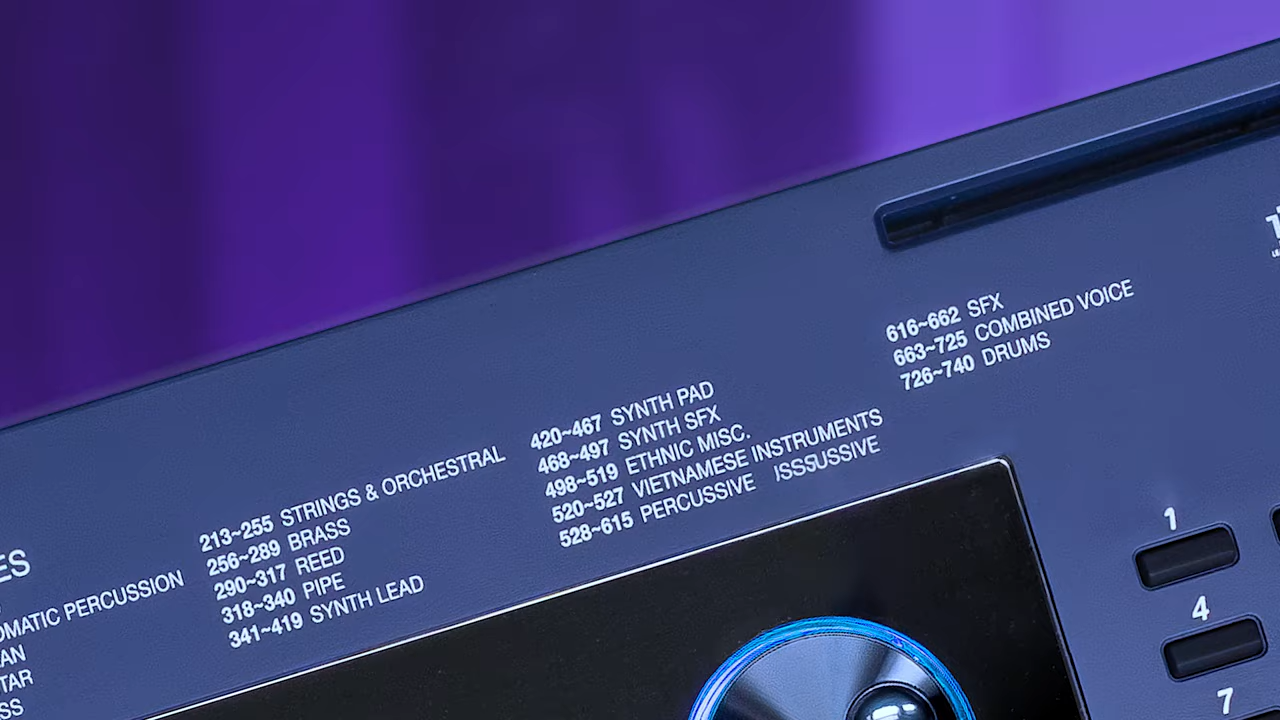 ES
OMATIC PERCUSSION
AN
TAR
SS
213~255 STRINGS & ORCHESTRAL
256~289 BRASS
290~317 REED
318~340 PIPE
341~419 SYNTH LEAD
420~467 SYNTH PAD
468~497 SYNTH SFX
498~519 ETHNIC MISC.
520~527 VIETNAMESE INSTRUMENTS
528~615 PERCUSSIVE
616~662 SFX
663~725 COMBINED VOICE
726~740 DRUMS
1
4
7